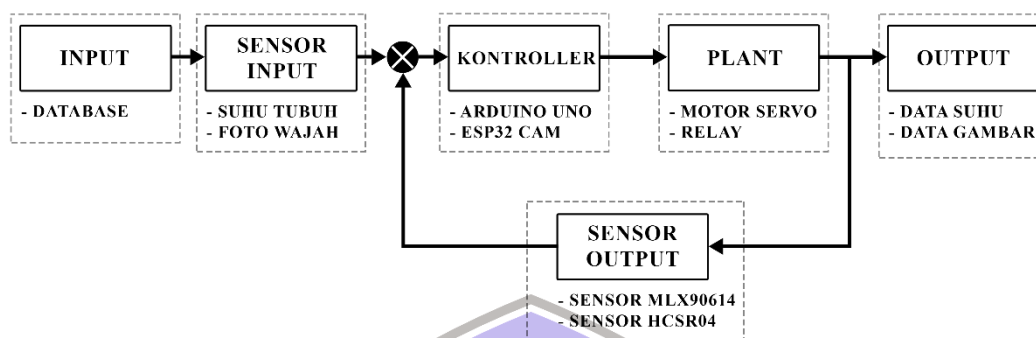 INPUT
- DATABASE
SENSOR
INPUT
- SUHU TUBUH
- FOTO WAJAH
KONTROLLER
- ARDUINO UNO
- ESP32 CAM
PLANT
- MOTOR SERVO
- RELAY
OUTPUT
- DATA SUHU
- DATA GAMBAR
SENSOR
OUTPUT
- SENSOR MLX90614
- SENSOR HCSR04